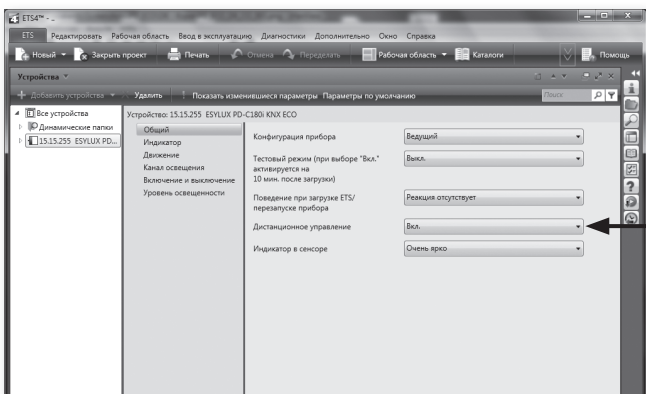 ETS4™ - ..
ETS Редактировать Рабочая область Ввод в эксплуатацию Диагностики Дополнительно Окно Справка
Новый Закрыть проект Печать Отмена Переделать Рабочая область Каталоги Помощь
Устройства
Добавить устройства Удалить Показать изменившиеся параметры Параметры по умолчанию Поиск
Все устройства
Динамические папки
15.15.255 ESYLUX PD...
Устройство: 15.15.255 ESYLUX PD-C180i KNX ECO
Общий
Индикатор
Движение
Канал освещения
Включение и выключение
Уровень освещенности
Конфигурация прибора Ведущий
Тестовый режим (при выборе "Вкл." Выкл.
активируется на
10 мин. после загрузки)
Поведение при загрузке ETS/ Реакция отсутствует
перезапуске прибора
Дистанционное управление Вкл.
Индикатор в сенсоре Очень ярко